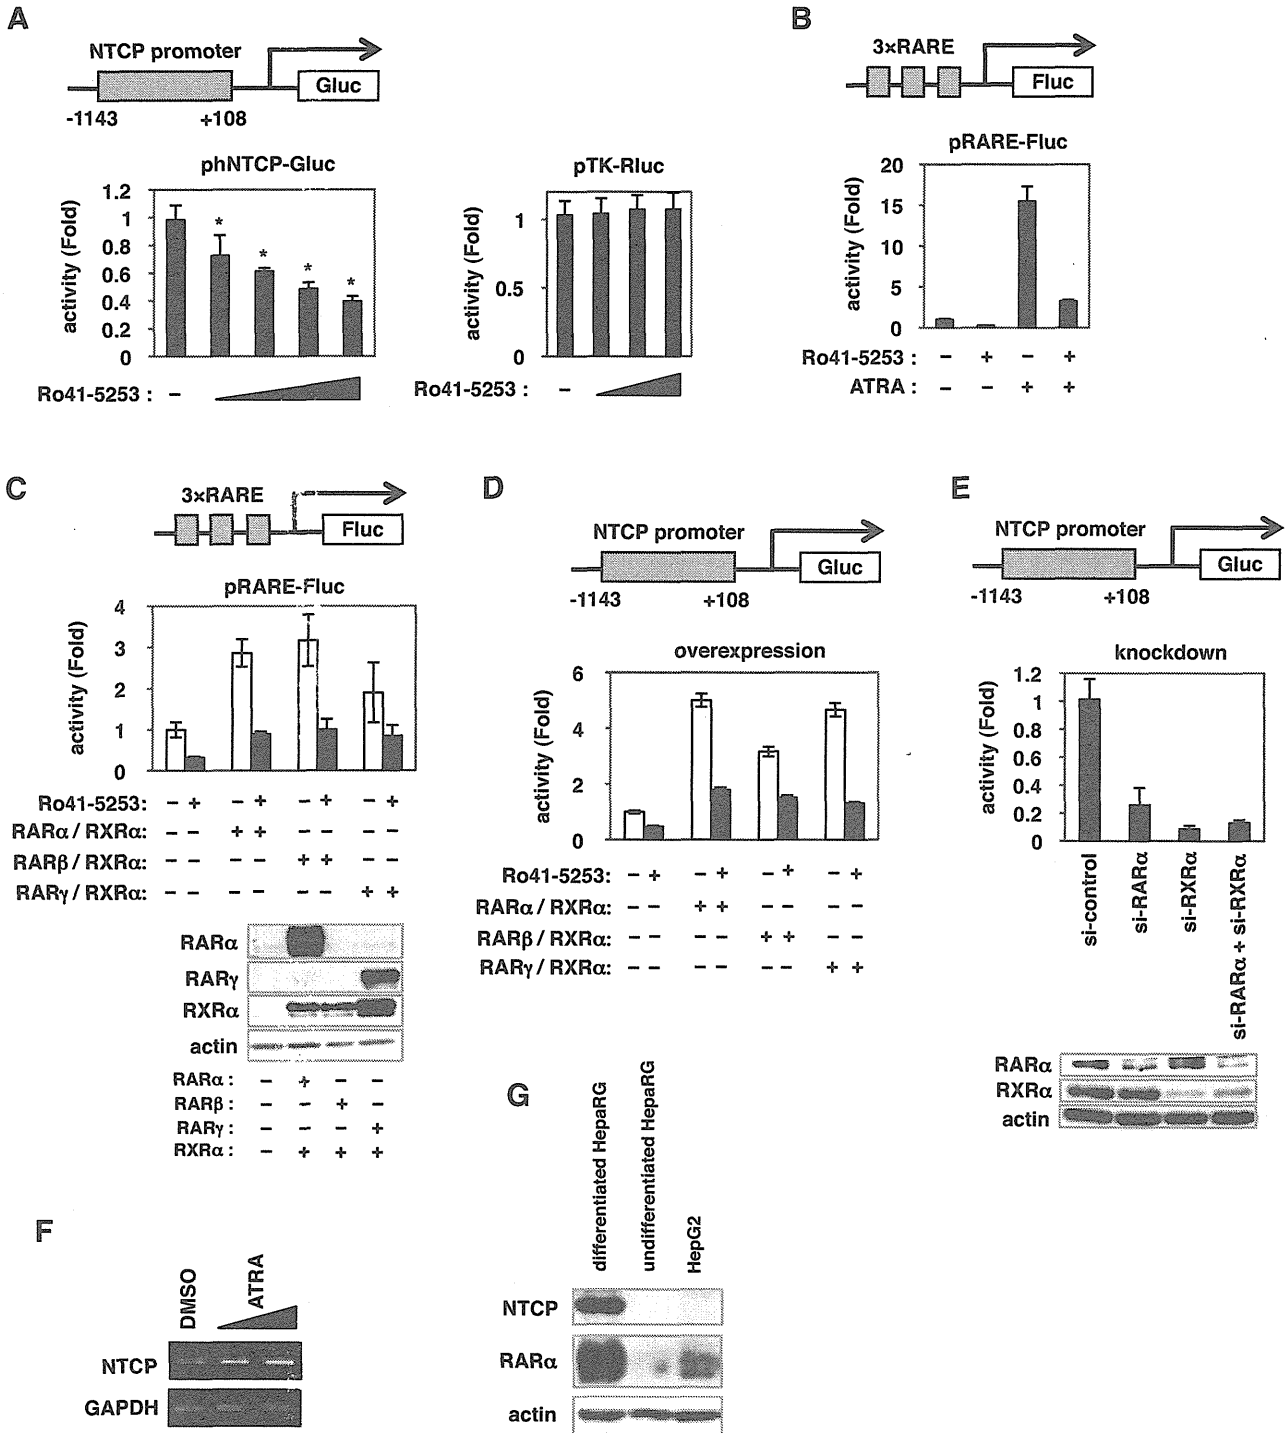 A
NTCP promoter
Gluc
-1143
+108
phNTCP-Gluc
activity (Fold)
1.2
1
0.8
0.6
0.4
0.2
0
* * * *
Ro41-5253 : –
pTK-Rluc
activity (Fold)
1
0.5
0
Ro41-5253 : –
B
3×RARE
Fluc
pRARE-Fluc
activity (Fold)
20
15
10
5
0
Ro41-5253 : – + – +
ATRA : – – + +
C
3×RARE
Fluc
pRARE-Fluc
activity (Fold)
4
3
2
1
0
Ro41-5253: – + – + – + – +
RARα / RXRα: – – + + – – – –
RARβ / RXRα: – – – – + + – –
RARγ / RXRα: – – – – – – + +
RARα
RARγ
RXRα
actin
RARα : – + – –
RARβ : – – + –
RARγ : – – – +
RXRα : – + + +
D
NTCP promoter
Gluc
-1143
+108
overexpression
activity (Fold)
6
4
2
0
Ro41-5253: – + – + – + – +
RARα / RXRα: – – + + – – – –
RARβ / RXRα: – – – – + + – –
RARγ / RXRα: – – – – – – + +
E
NTCP promoter
Gluc
-1143
+108
knockdown
activity (Fold)
1.2
1
0.8
0.6
0.4
0.2
0
si-control
si-RARα
si-RXRα
si-RARα + si-RXRα
RARα
RXRα
actin
F
DMSO
ATRA
NTCP
GAPDH
G
differentiated HepaRG
undifferentiated HepaRG
HepG2
NTCP
RARα
actin